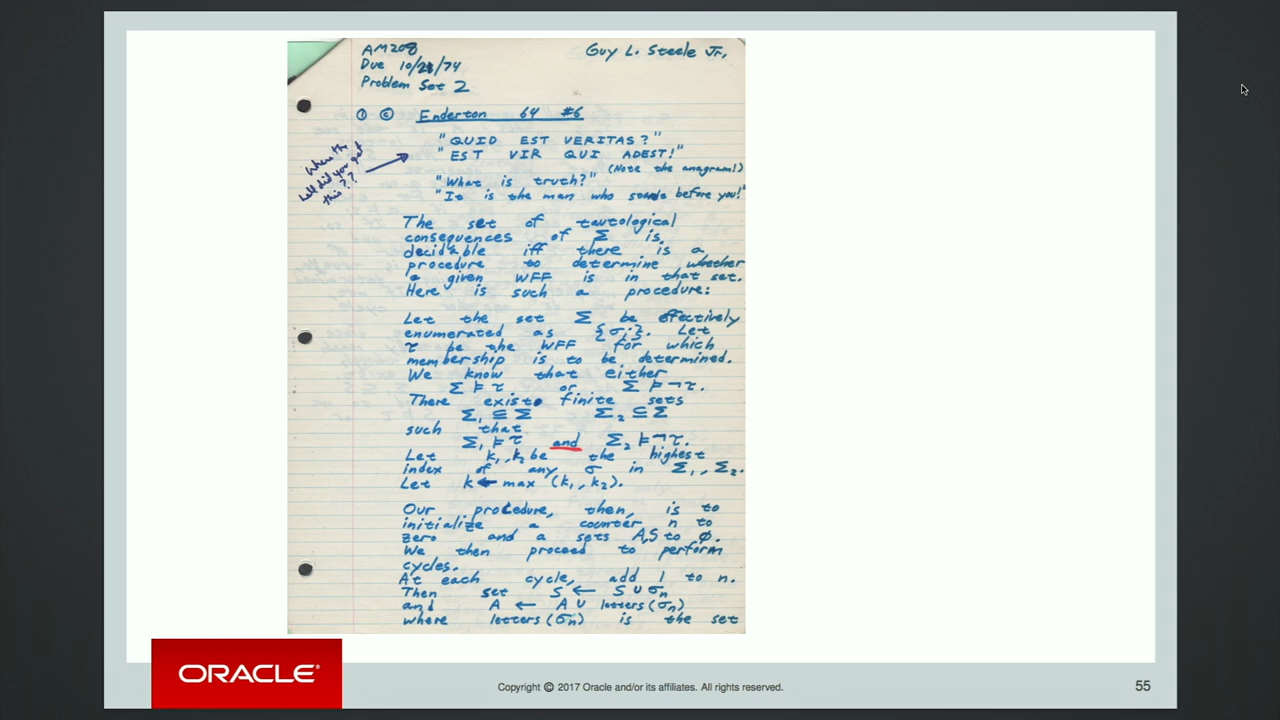 AM208
Guy L. Steele Jr.
Due 10/28/74
Problem Set 2
① ⓒ Enderton 64 #6
Where the
hell did you get
this??
"QUID EST VERITAS?"
"EST VIR QUI ADEST!"
(Note the anagram!)
"What is truth?"
"It is the man who stands before you!"
The set of tautological
consequences of Σ is
decidable iff there is a
procedure to determine whether
a given WFF is in that set.
Here is such a procedure:
Let the set Σ be effectively
enumerated as {σi}. Let
τ be the WFF for which
membership is to be determined.
We know that either
Σ ⊨ τ or Σ ⊨ ¬τ.
There exist finite sets
Σ₁ ⊆ Σ Σ₂ ⊆ Σ
such that
Σ₁ ⊨ τ and Σ₂ ⊨ ¬τ.
Let k₁, k₂ be the highest
index of any σ in Σ₁, Σ₂.
Let k ← max (k₁, k₂).
Our procedure, then, is to
initialize a counter n to
zero and a sets A,S to ∅.
We then proceed to perform
cycles.
At each cycle, add 1 to n.
Then set S ← S ∪ σn
and A ← A ∪ letters(σn)
where letters(σn) is the set
ORACLE®
Copyright © 2017 Oracle and/or its affiliates. All rights reserved.
55